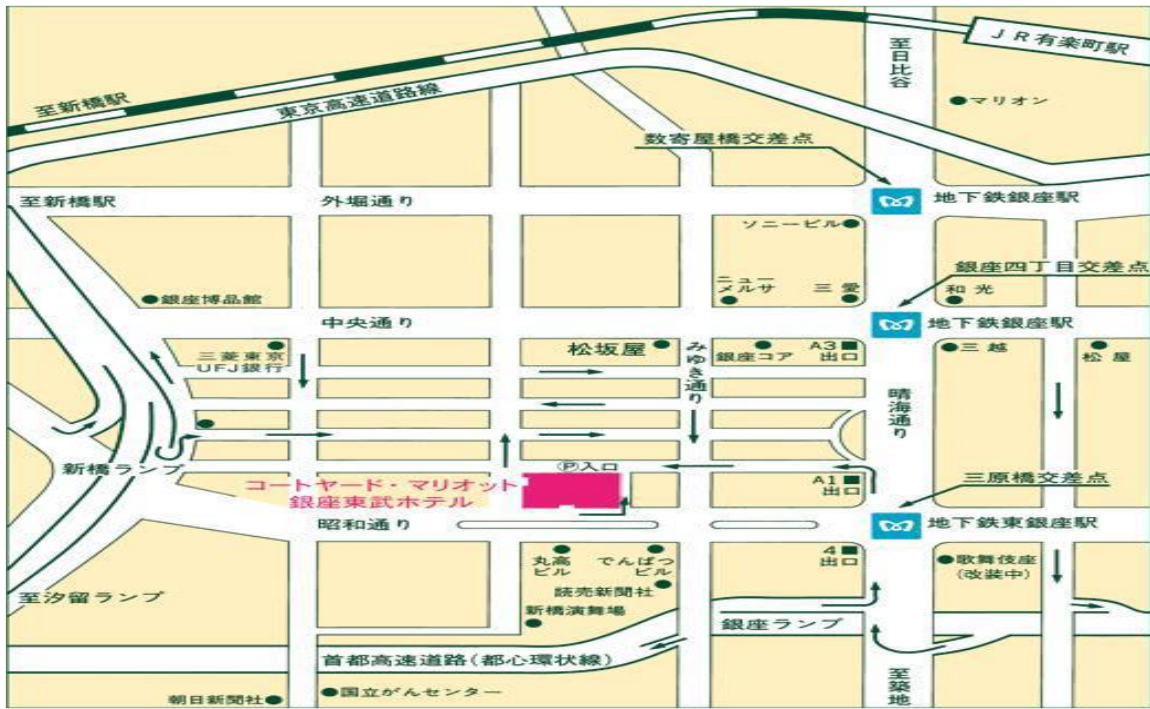 JR有楽町駅
至日比谷
至新橋駅
東京高速道路線
マリオン
数寄屋橋交差点
至新橋駅
外堀通り
地下鉄銀座駅
ソニービル
銀座四丁目交差点
ニュー
メルサ
三愛
和光
銀座博品館
中央通り
地下鉄銀座駅
三菱東京
UFJ銀行
松坂屋
みゆき通り
銀座コア
A3
出口
三越
松屋
晴海通り
新橋ランプ
Ⓟ入口
コートヤード・マリオット
銀座東武ホテル
A1
出口
三原橋交差点
昭和通り
地下鉄東銀座駅
丸高
ビル
でんぱつ
ビル
4
出口
歌舞伎座
(改装中)
読売新聞社
至汐留ランプ
新橋演舞場
銀座ランプ
首都高速道路(都心環状線)
至築地
朝日新聞社
国立がんセンター